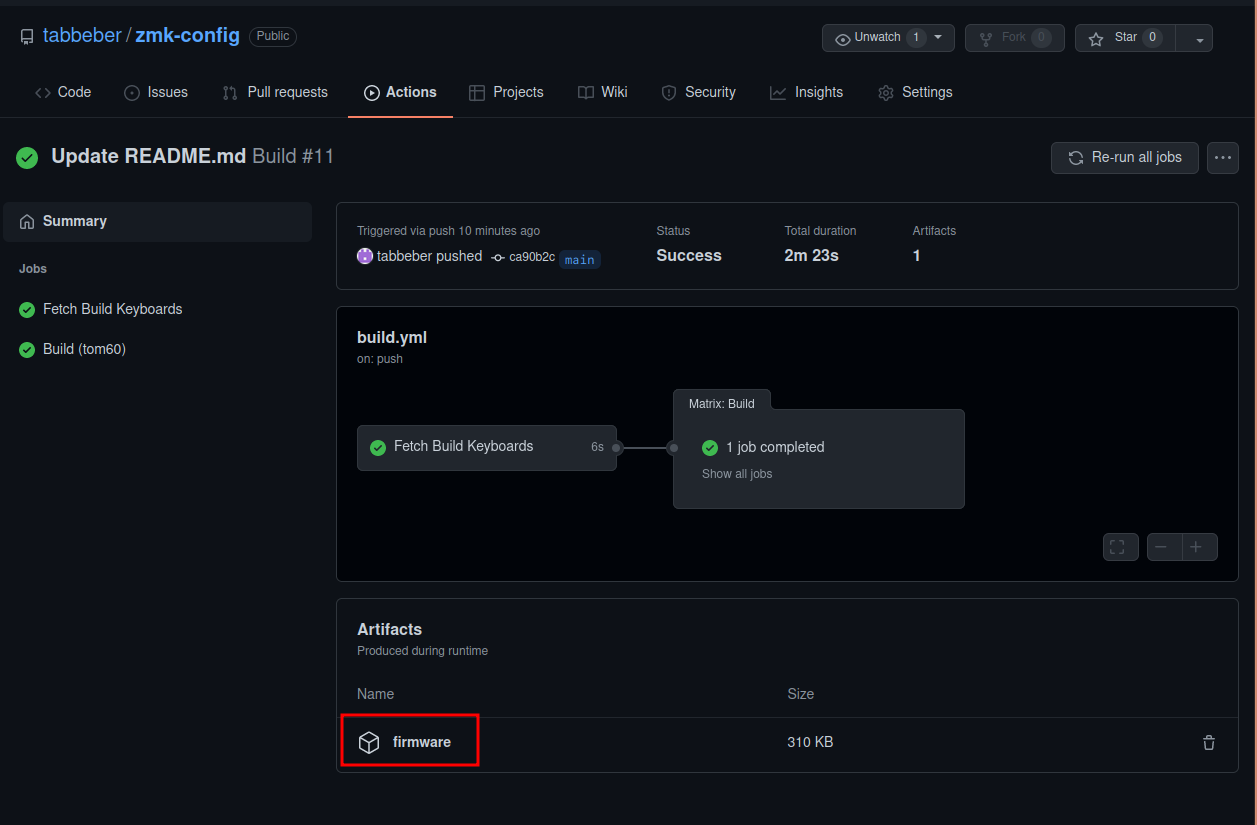 tabbeber / zmk-config Public
Unwatch 1 Fork 0 Star 0
Code Issues Pull requests Actions Projects Wiki Security Insights Settings
Update README.md Build #11
Re-run all jobs
Summary
Jobs
Fetch Build Keyboards
Build (tom60)
Triggered via push 10 minutes ago Status Total duration Artifacts
tabbeber pushed ca90b2c main Success 2m 23s 1
build.yml
on: push
Matrix: Build
Fetch Build Keyboards 6s 1 job completed
Show all jobs
Artifacts
Produced during runtime
Name Size
firmware 310 KB